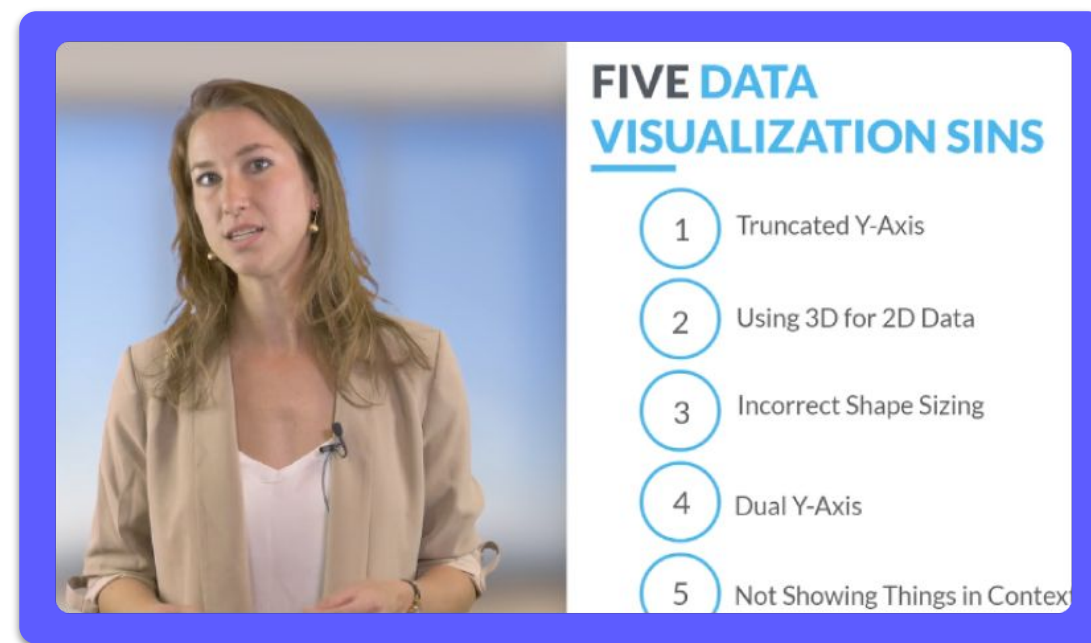 FIVE DATA
VISUALIZATION SINS
1 Truncated Y-Axis
2 Using 3D for 2D Data
3 Incorrect Shape Sizing
4 Dual Y-Axis
5 Not Showing Things in Contex